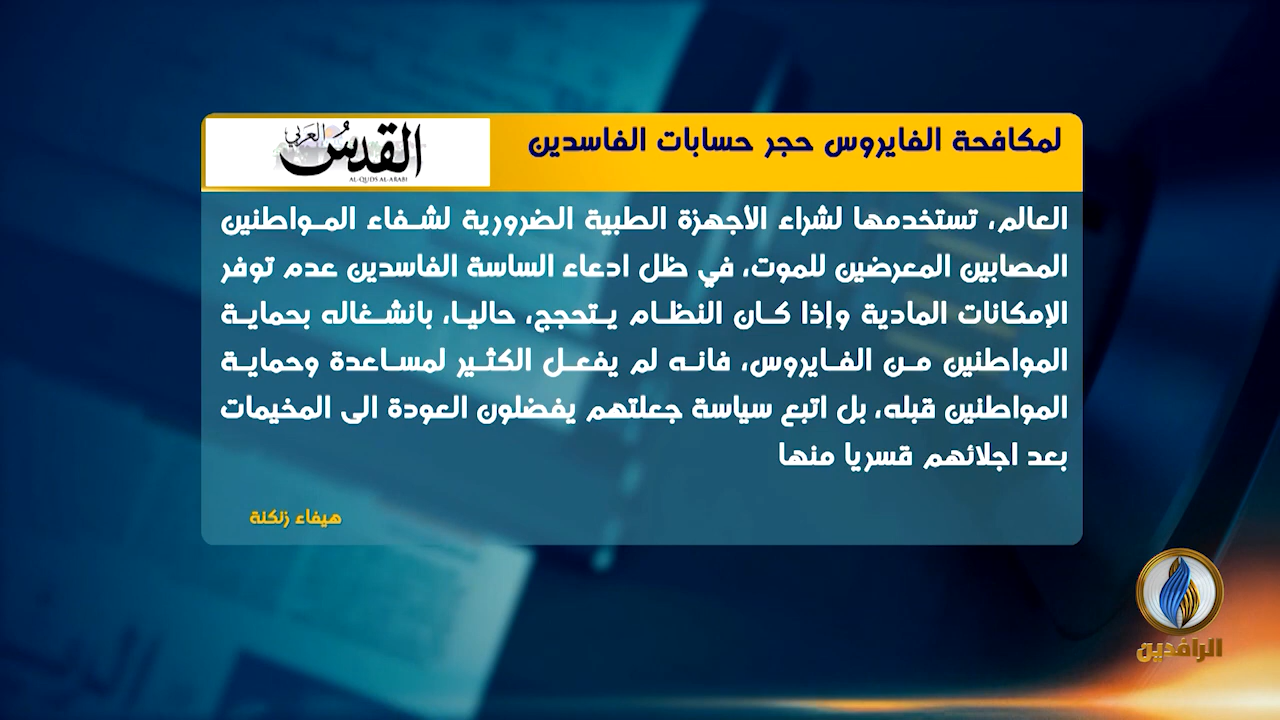 لمكافحة الفايروس حجر حسابات الفاسدين
القدس العربي
AL-QUDS AL-ARABI
العالم، تستخدمها لشراء الأجهزة الطبية الضرورية لشفاء المواطنين
المصابين المعرضين للموت، في ظل ادعاء الساسة الفاسدين عدم توفر
الإمكانات المادية وإذا كان النظام يتحجج، حاليا، بانشغاله بحماية
المواطنين من الفايروس، فانه لم يفعل الكثير لمساعدة وحماية
المواطنين قبله، بل اتبع سياسة جعلتهم يفضلون العودة الى المخيمات
بعد اجلائهم قسريا منها
هيفاء زنكنة
الرافدين